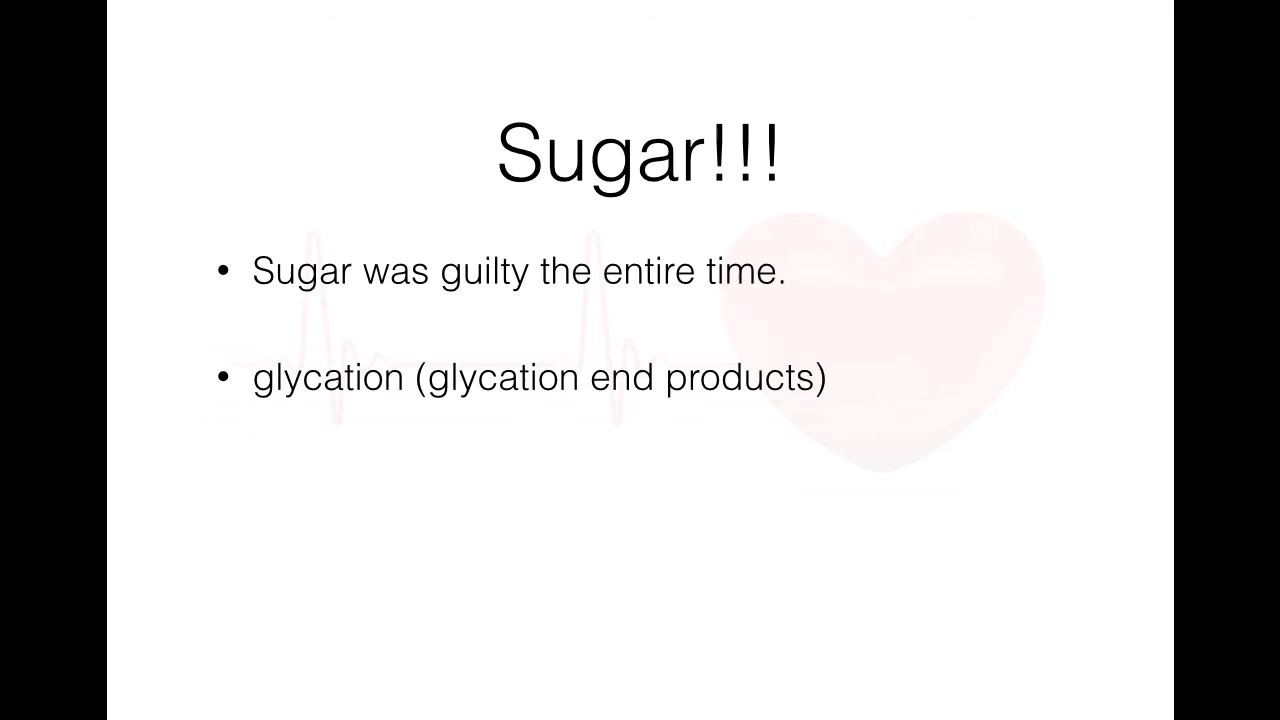 Sugar!!!
• Sugar was guilty the entire time.
• glycation (glycation end products)